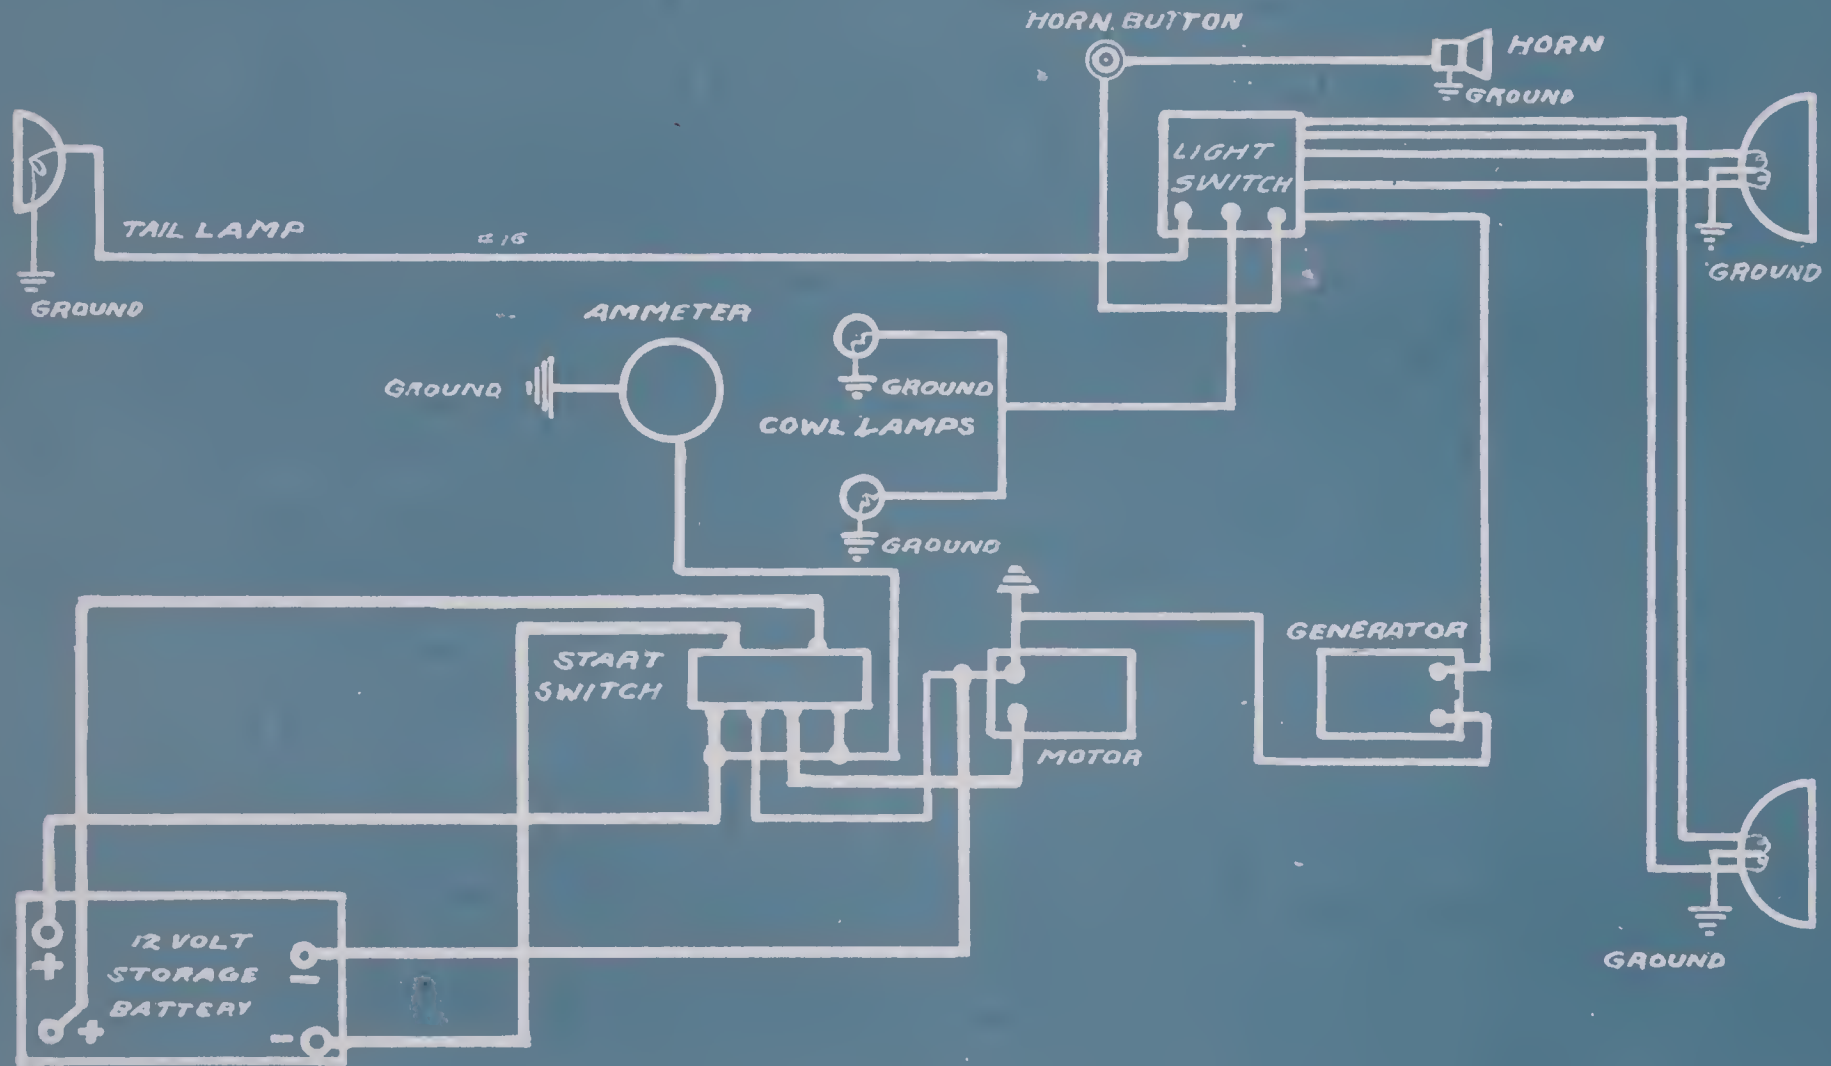 HORN BUTTON
HORN
GROUND
LIGHT
SWITCH
TAIL LAMP
# 16
GROUND
GROUND
AMMETER
GROUND
GROUND
COWL LAMPS
GROUND
START
SWITCH
GENERATOR
MOTOR
+
12 VOLT
STORAGE
BATTERY
-
+
-
GROUND